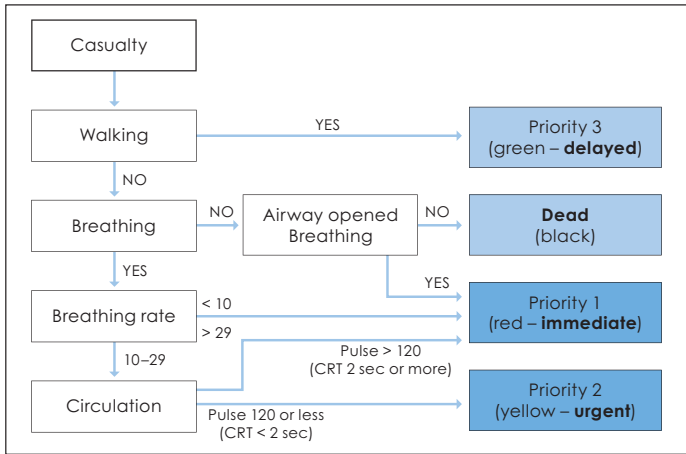 Casualty
Walking
YES
Priority 3
(green – delayed)
NO
Breathing
NO
Airway opened
Breathing
NO
Dead
(black)
YES
YES
Breathing rate
< 10
> 29
Priority 1
(red – immediate)
10–29
Pulse > 120
(CRT 2 sec or more)
Circulation
Pulse 120 or less
(CRT < 2 sec)
Priority 2
(yellow – urgent)